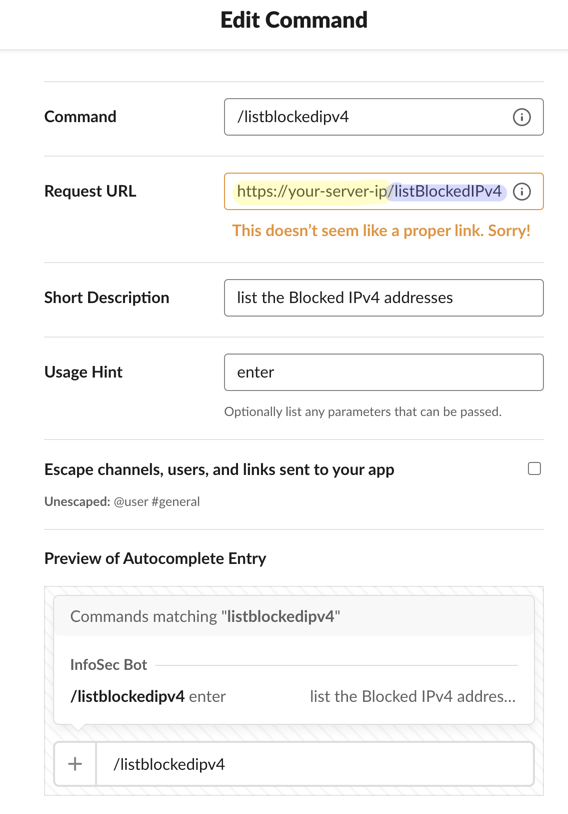 Edit Command
Command
/listblockedipv4
Request URL
https://your-server-ip/listBlockedIPv4
This doesn’t seem like a proper link. Sorry!
Short Description
list the Blocked IPv4 addresses
Usage Hint
enter
Optionally list any parameters that can be passed.
Escape channels, users, and links sent to your app
Unescaped: @user #general
Preview of Autocomplete Entry
Commands matching "listblockedipv4"
InfoSec Bot
/listblockedipv4 enter list the Blocked IPv4 addres...
+ /listblockedipv4